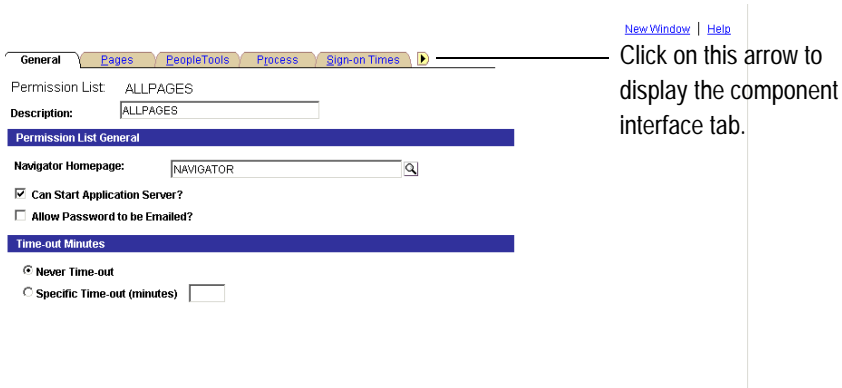 New Window | Help
General Pages PeopleTools Process Sign-on Times
Click on this arrow to
display the component
interface tab.
Permission List: ALLPAGES
Description: ALLPAGES
Permission List General
Navigator Homepage: NAVIGATOR
Can Start Application Server?
Allow Password to be Emailed?
Time-out Minutes
Never Time-out
Specific Time-out (minutes)